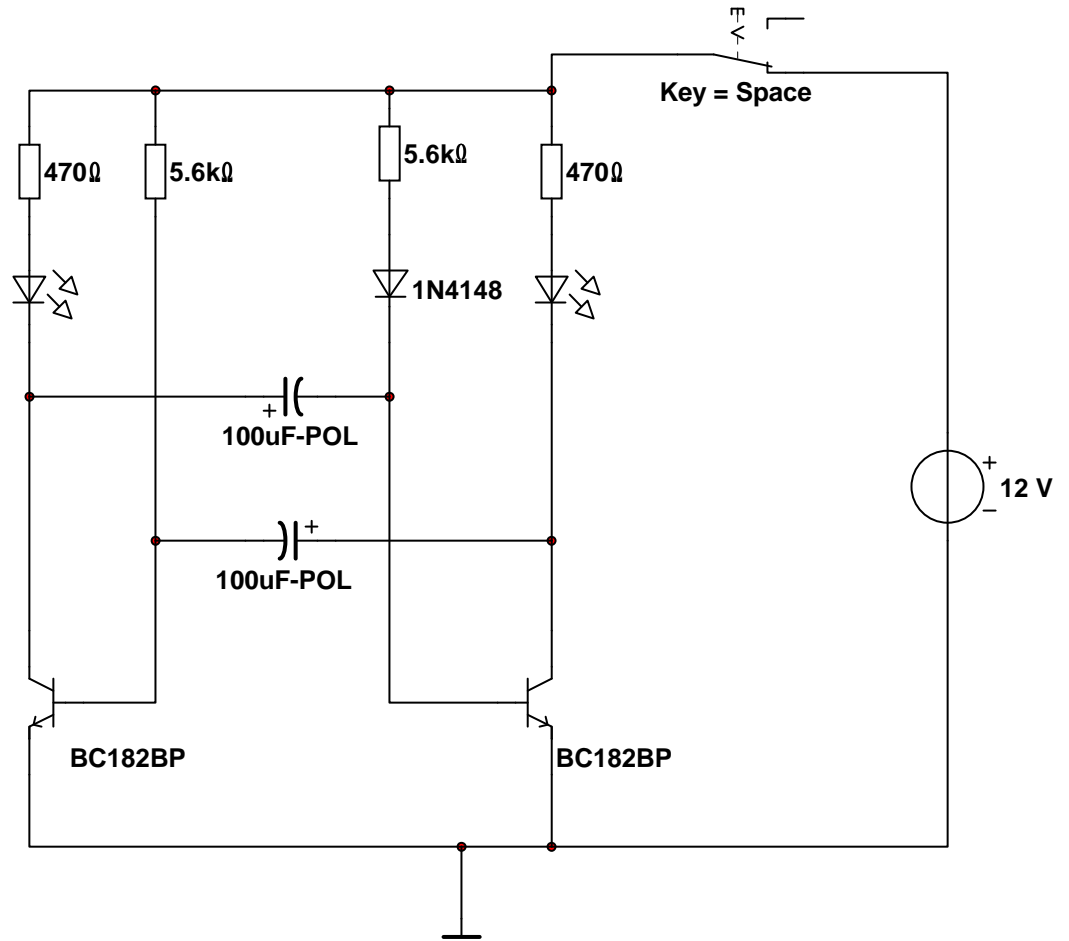 Key = Space
470Ω
5.6kΩ
5.6kΩ
470Ω
1N4148
+
100uF-POL
+
100uF-POL
+
12 V
–
BC182BP
BC182BP